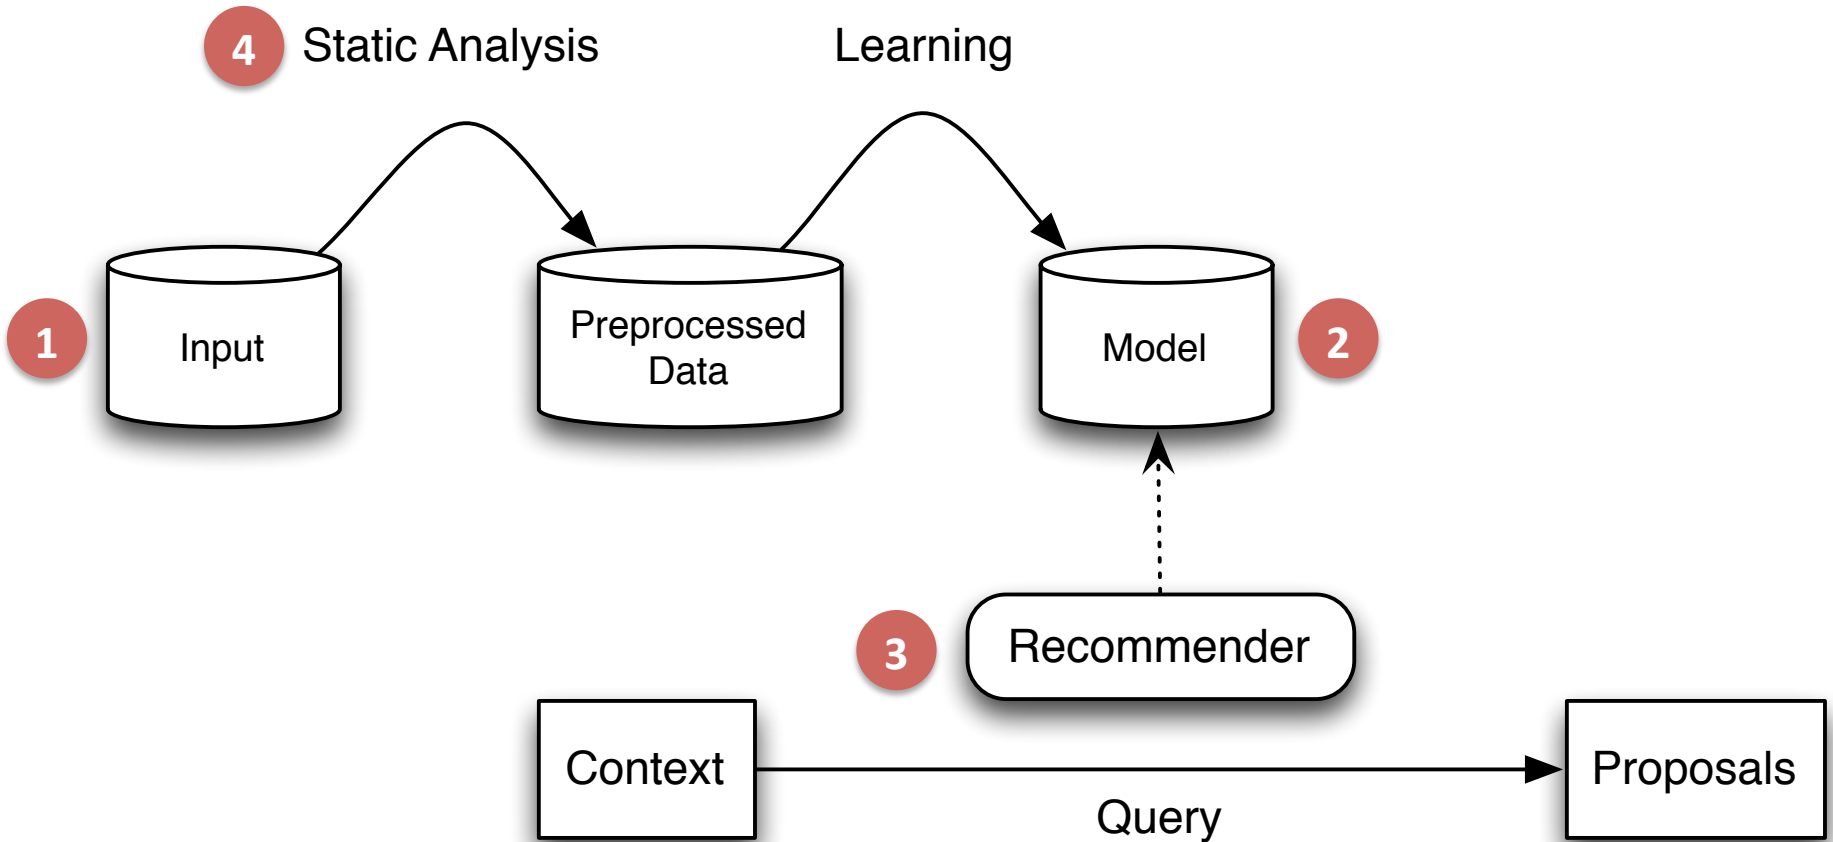 4 Static Analysis
Learning
1
Input
Preprocessed
Data
Model
2
3
Recommender
Context
Query
Proposals